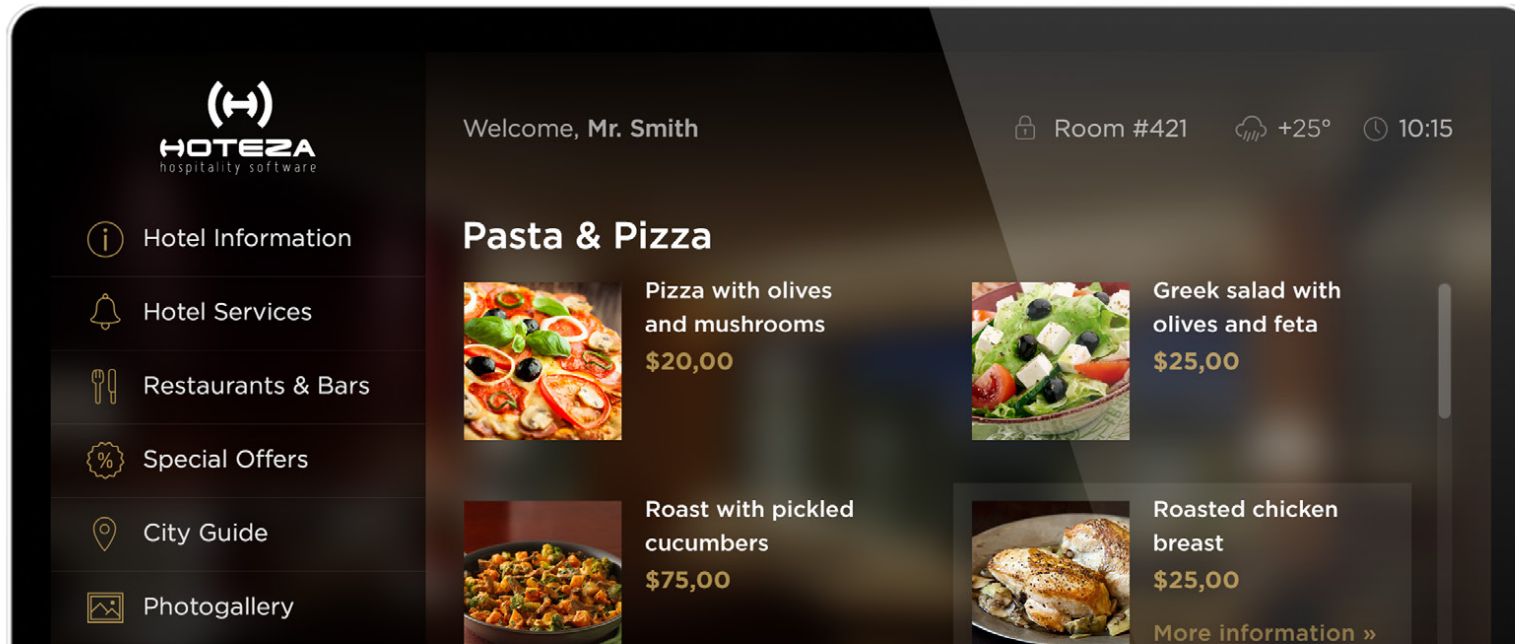 HOTEZA
hospitality software
Welcome, Mr. Smith
Room #421
+25°
10:15
Hotel Information
Hotel Services
Restaurants & Bars
Special Offers
City Guide
Photogallery
Pasta & Pizza
Pizza with olives
and mushrooms
$20,00
Greek salad with
olives and feta
$25,00
Roast with pickled
cucumbers
$75,00
Roasted chicken
breast
$25,00
More information »